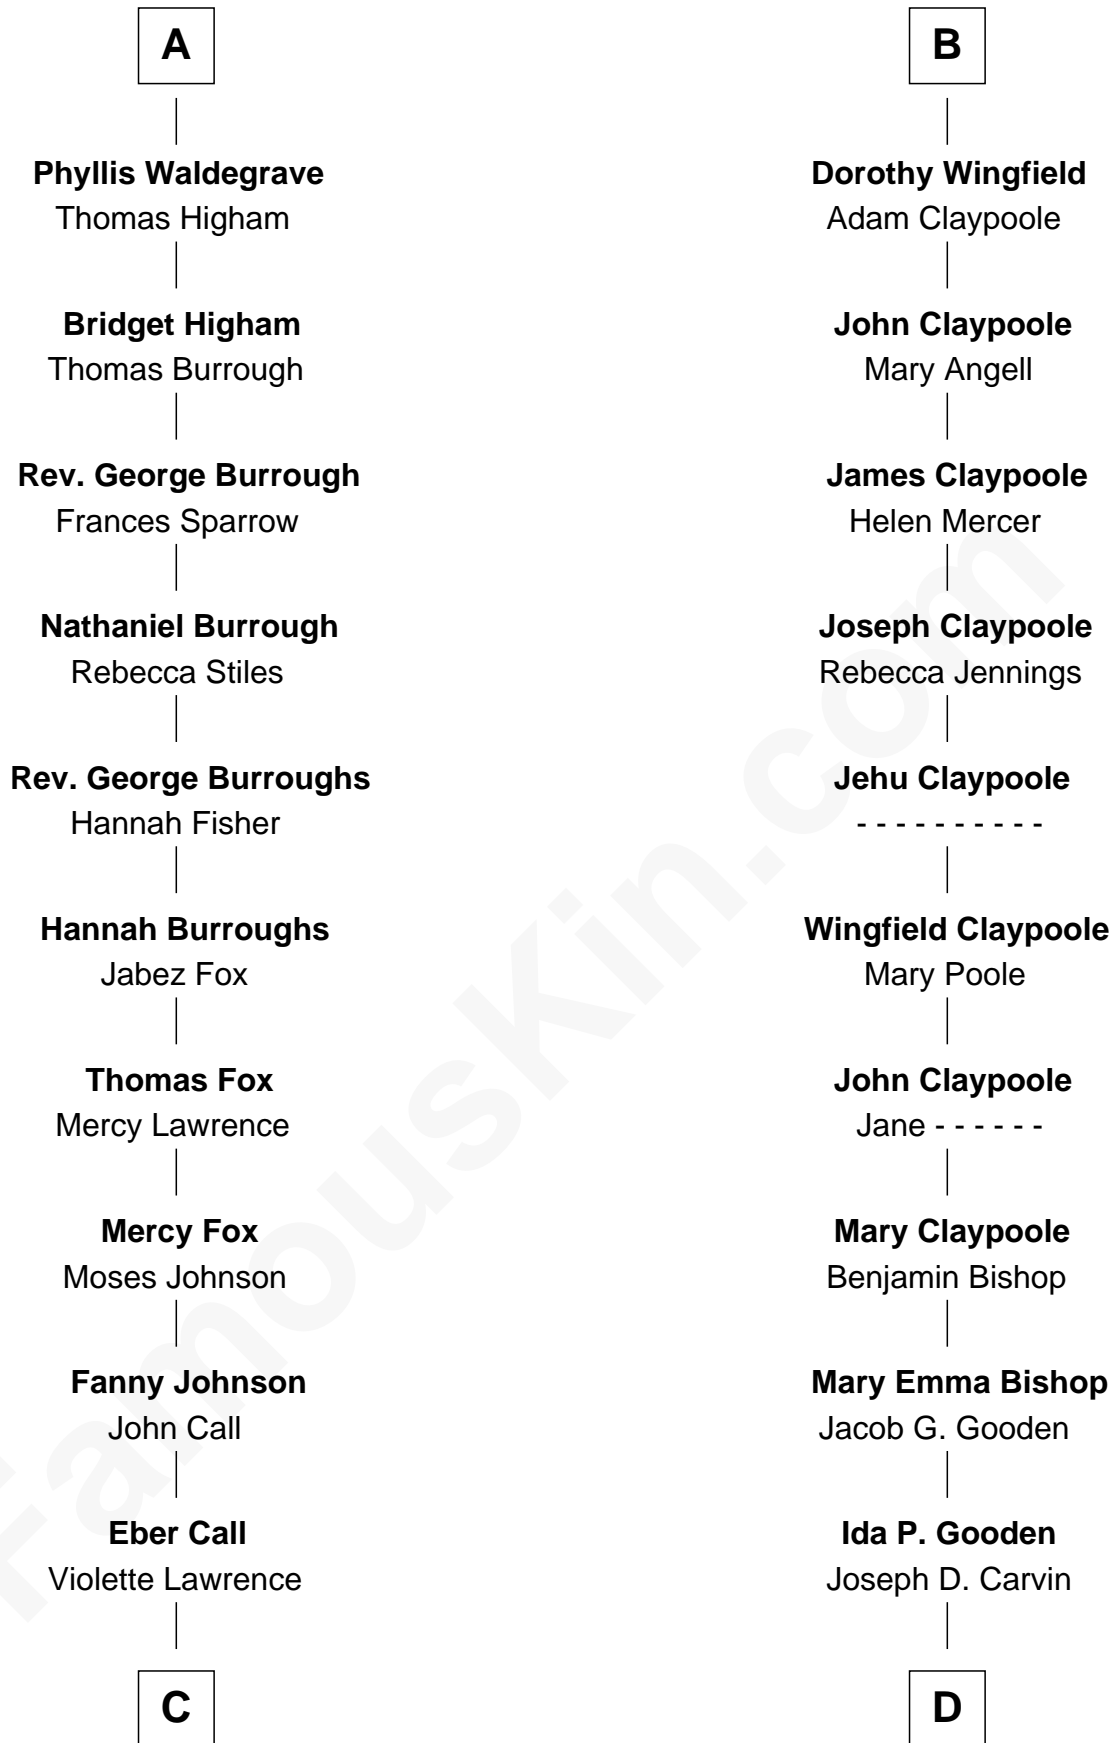 A
Phyllis Waldegrave
Thomas Higham
Bridget Higham
Thomas Burrough
Rev. George Burrough
Frances Sparrow
Nathaniel Burrough
Rebecca Stiles
Rev. George Burroughs
Hannah Fisher
Hannah Burroughs
Jabez Fox
Thomas Fox
Mercy Lawrence
Mercy Fox
Moses Johnson
Fanny Johnson
John Call
Eber Call
Violette Lawrence
C
B
Dorothy Wingfield
Adam Claypoole
John Claypoole
Mary Angell
James Claypoole
Helen Mercer
Joseph Claypoole
Rebecca Jennings
Jehu Claypoole
- - - - - - - - - -
Wingfield Claypoole
Mary Poole
John Claypoole
Jane - - - - - -
Mary Claypoole
Benjamin Bishop
Mary Emma Bishop
Jacob G. Gooden
Ida P. Gooden
Joseph D. Carvin
D
FamousKin.com